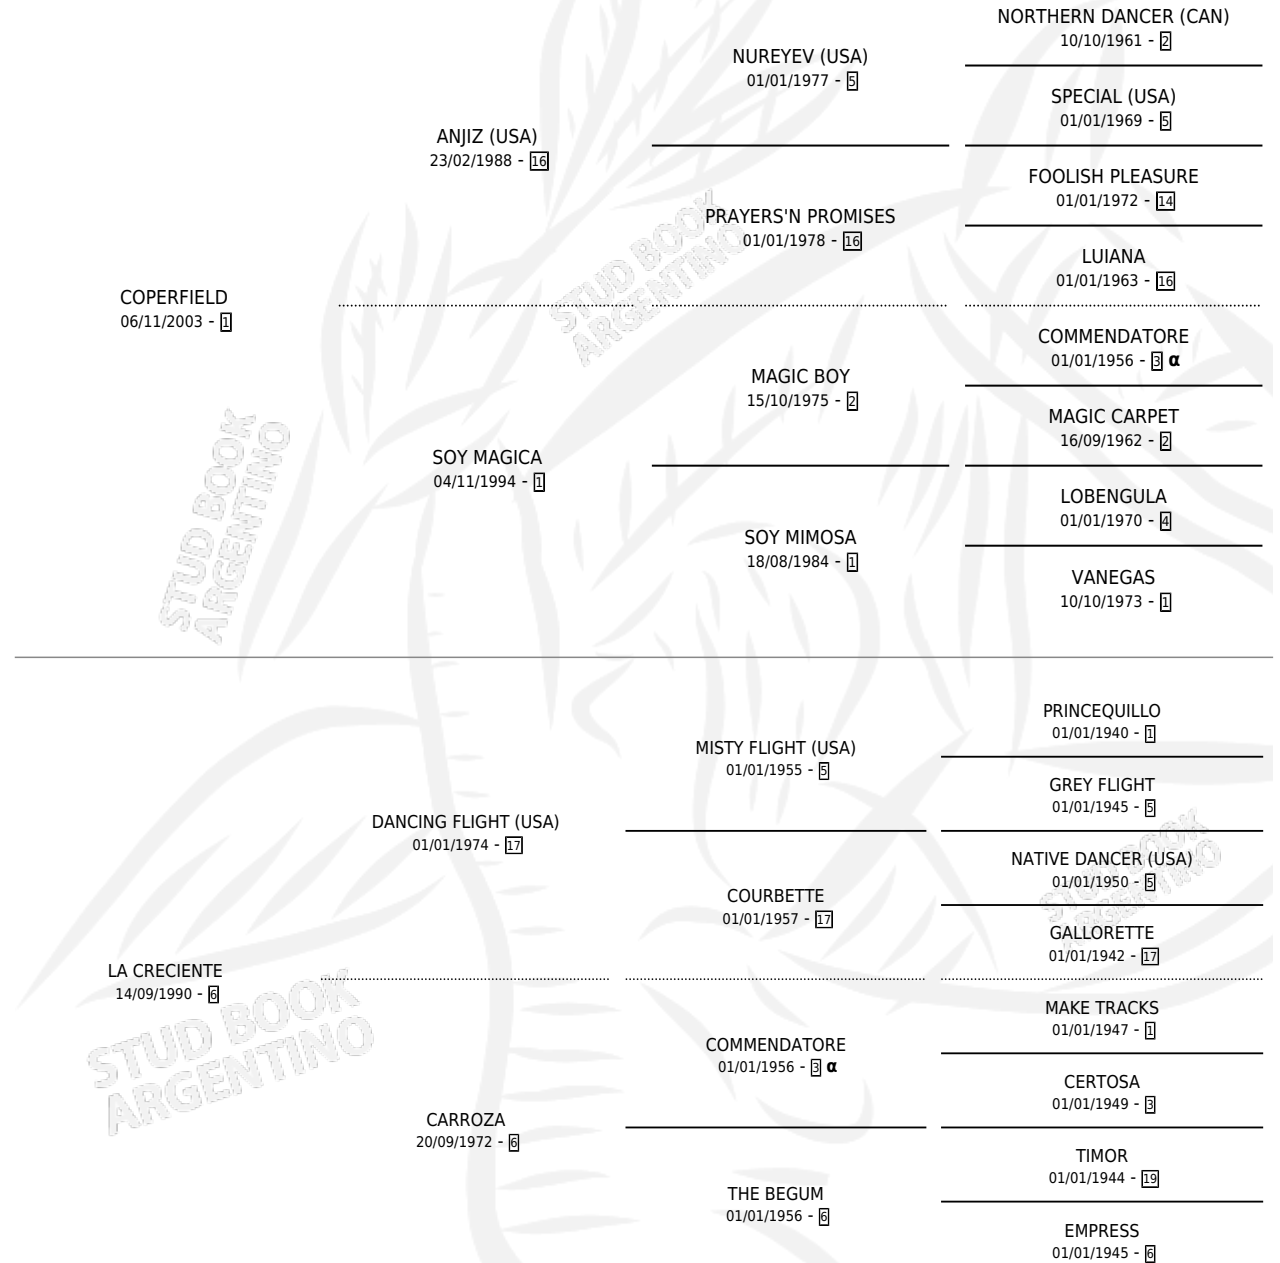 NORTHERN DANCER (CAN)
10/10/1961 - 2
NUREYEV (USA)
01/01/1977 - 5
SPECIAL (USA)
01/01/1969 - 5
ANJIZ (USA)
23/02/1988 - 16
FOOLISH PLEASURE
01/01/1972 - 14
PRAYERS'N PROMISES
01/01/1978 - 16
LUIANA
01/01/1963 - 16
COPERFIELD
06/11/2003 - 1
STUD BOOK
ARGENTINO
COMMENDATORE
01/01/1956 - 3 α
MAGIC BOY
15/10/1975 - 2
MAGIC CARPET
16/09/1962 - 2
SOY MAGICA
04/11/1994 - 1
STUD BOOK
ARGENTINO
LOBENGULA
01/01/1970 - 4
SOY MIMOSA
18/08/1984 - 1
VANEGAS
10/10/1973 - 1
PRINCEQUILLO
01/01/1940 - 1
MISTY FLIGHT (USA)
01/01/1955 - 5
GREY FLIGHT
01/01/1945 - 5
DANCING FLIGHT (USA)
01/01/1974 - 17
NATIVE DANCER (USA)
01/01/1950 - 5
STUD BOOK
ARGENTINO
COURBETTE
01/01/1957 - 17
GALLORETTE
01/01/1942 - 17
LA CRECIENTE
14/09/1990 - 6
STUD BOOK
ARGENTINO
MAKE TRACKS
01/01/1947 - 1
COMMENDATORE
01/01/1956 - 3 α
CERTOSA
01/01/1949 - 3
CARROZA
20/09/1972 - 6
TIMOR
01/01/1944 - 19
THE BEGUM
01/01/1956 - 6
EMPRESS
01/01/1945 - 6